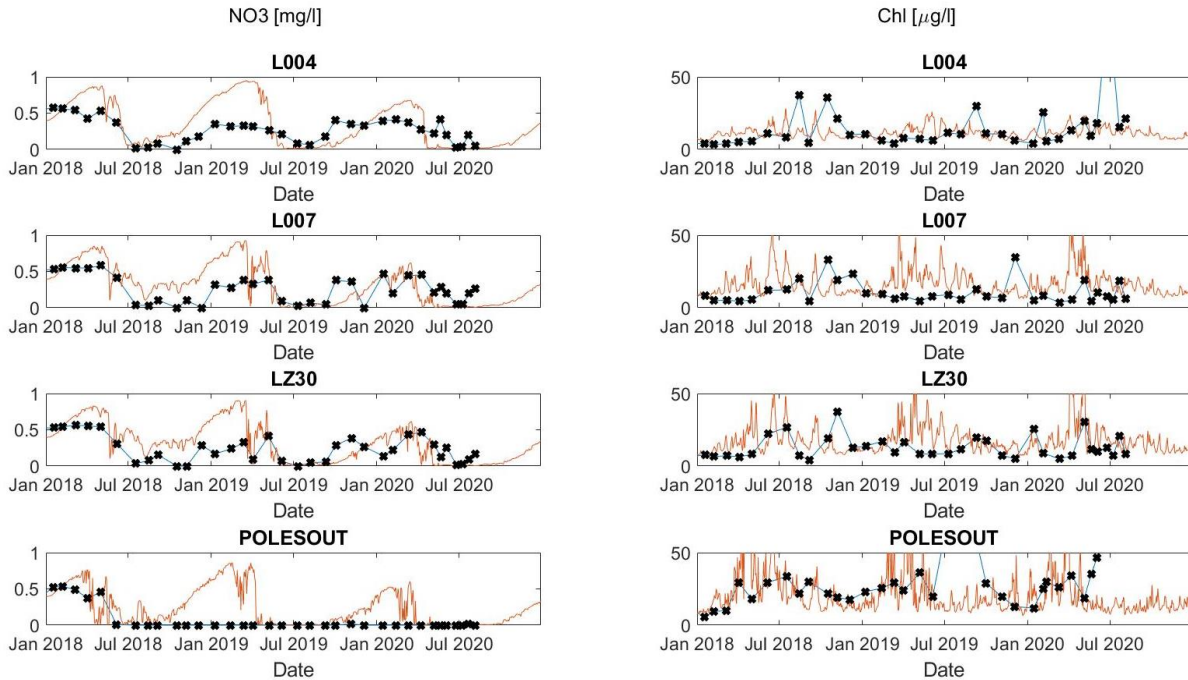 NO3 [mg/l] Chl [μg/l]
L004 L004
1 50
0.5
0 0
Jan 2018 Jul 2018 Jan 2019 Jul 2019 Jan 2020 Jul 2020 Jan 2018 Jul 2018 Jan 2019 Jul 2019 Jan 2020 Jul 2020
Date Date
L007 L007
1 50
0.5
0 0
Jan 2018 Jul 2018 Jan 2019 Jul 2019 Jan 2020 Jul 2020 Jan 2018 Jul 2018 Jan 2019 Jul 2019 Jan 2020 Jul 2020
Date Date
LZ30 LZ30
1 50
0.5
0 0
Jan 2018 Jul 2018 Jan 2019 Jul 2019 Jan 2020 Jul 2020 Jan 2018 Jul 2018 Jan 2019 Jul 2019 Jan 2020 Jul 2020
Date Date
POLESOUT POLESOUT
1 50
0.5
0 0
Jan 2018 Jul 2018 Jan 2019 Jul 2019 Jan 2020 Jul 2020 Jan 2018 Jul 2018 Jan 2019 Jul 2019 Jan 2020 Jul 2020
Date Date